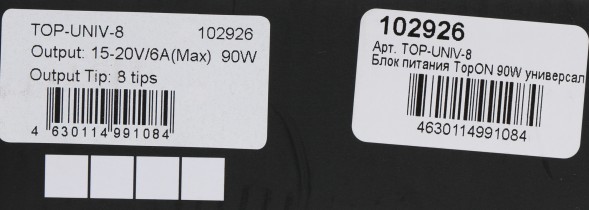 TOP-UNIV-8 102926
Output: 15-20V/6A(Max) 90W
Output Tip: 8 tips
4 630114 991084
102926
Арт. TOP-UNIV-8
Блок питания TopON 90W универсал
4630114991084